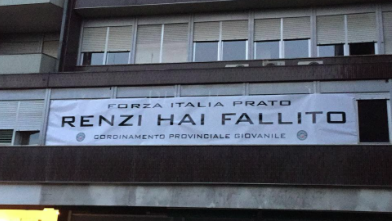 FORZA ITALIA PRATO
RENZI HAI FALLITO
COORDINAMENTO PROVINCIALE GIOVANILE